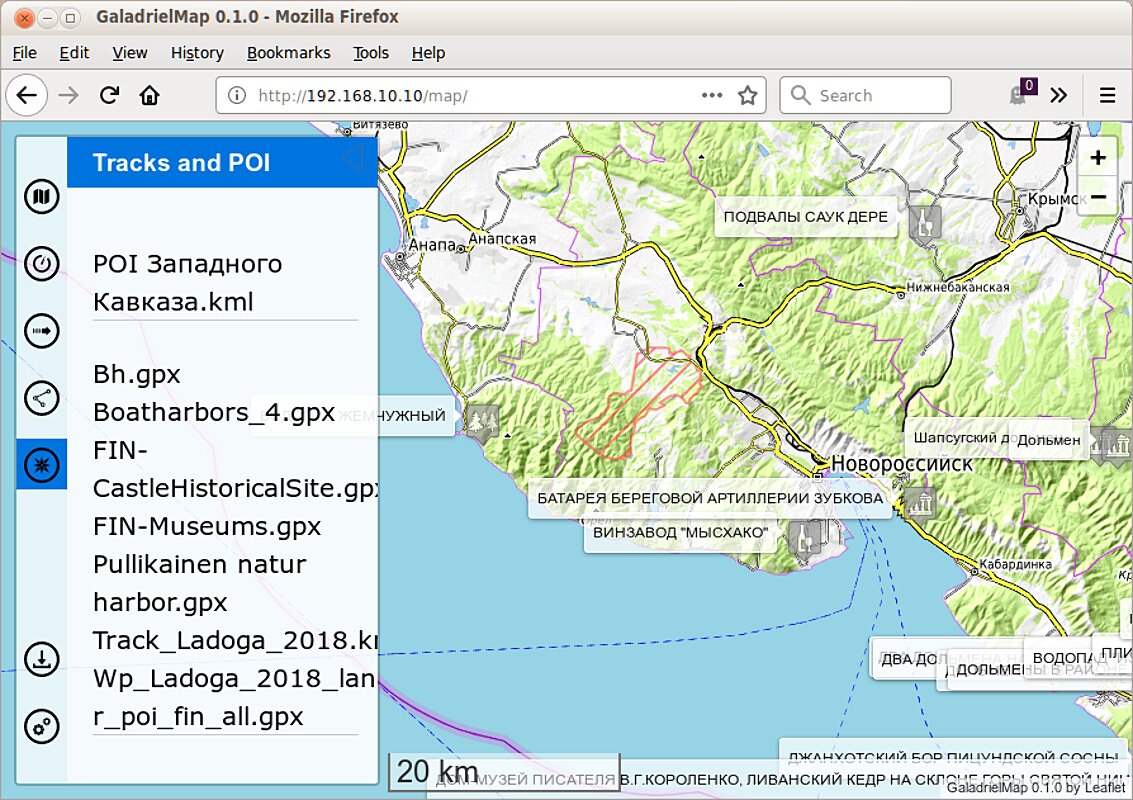 GaladrielMap 0.1.0 - Mozilla Firefox
File Edit View History Bookmarks Tools Help
http://192.168.10.10/map/
Search
0
Tracks and POI
POI Западного
Кавказа.kml
Bh.gpx
Boatharbors_4.gpx
FIN-
CastleHistoricalSite.gpx
FIN-Museums.gpx
Pullikainen natur
harbor.gpx
Track_Ladoga_2018.k
Wp_Ladoga_2018_lan
r_poi_fin_all.gpx
Витязево
+
−
Крымск
ПОДВАЛЫ САУК ДЕРЕ
Анапа
Анапская
Нижнебаканская
ЖЕМЧУЖНЫЙ
Шапсугский до
Дольмен
Новороссийск
БАТАРЕЯ БЕРЕГОВОЙ АРТИЛЛЕРИИ ЗУБКОВА
ВИНЗАВОД "МЫСХАКО"
Кабардинка
ДВА ДОЛ
ДОЛЬМЕН
ВОДОПАД
ПЛИ
ДЖАНХОТСКИЙ БОР ПИЦУНДСКОЙ СОСНЫ
20 km
ДОМ-МУЗЕЙ ПИСАТЕЛЯ В.Г.КОРОЛЕНКО, ЛИВАНСКИЙ КЕДР НА СКЛОНЕ ГОРЫ СВЯТОЙ НИН
GaladrielMap 0.1.0 by Leaflet